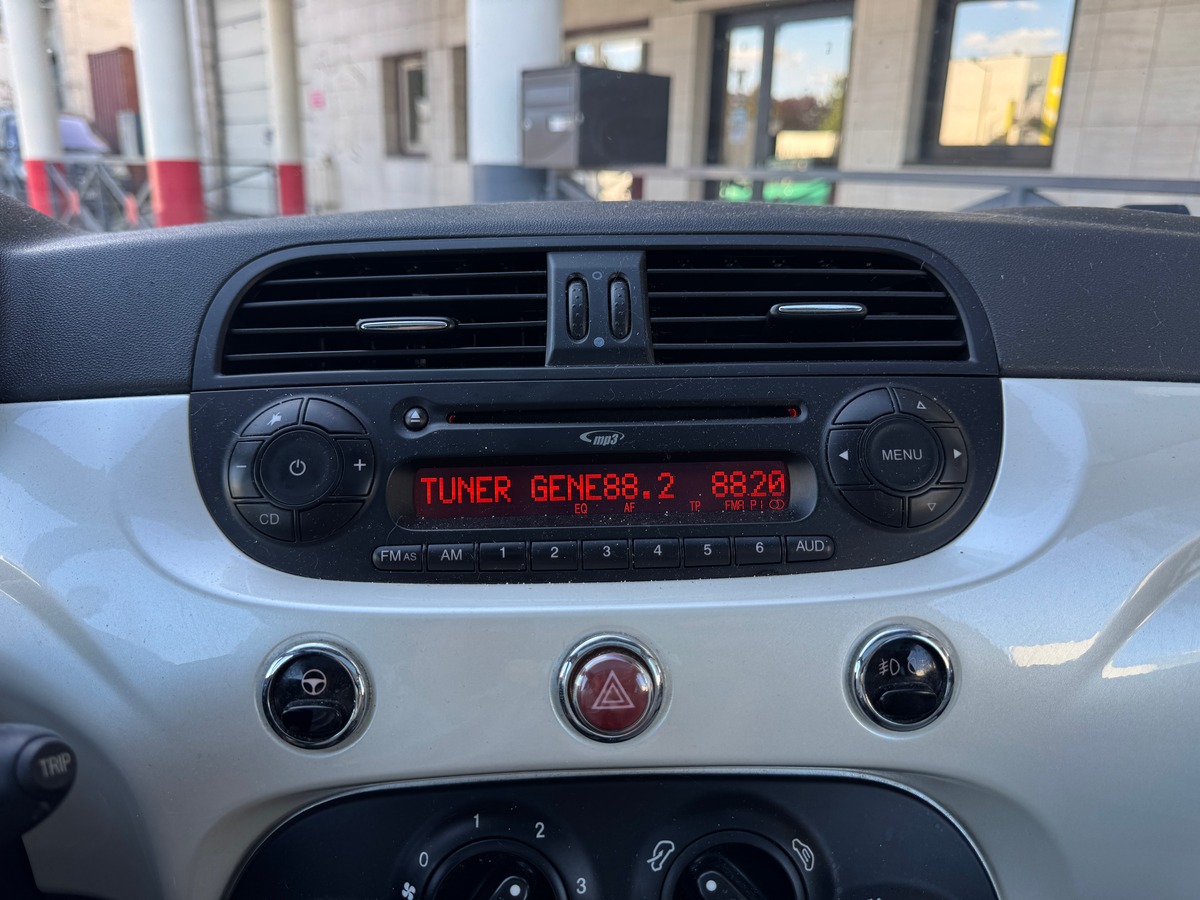 mp3
TUNER GENE88.2 88.20
EQ AF TP FMA PI
MENU
CD
FM AS AM 1 2 3 4 5 6 AUD
TRIP
0 1 2 3